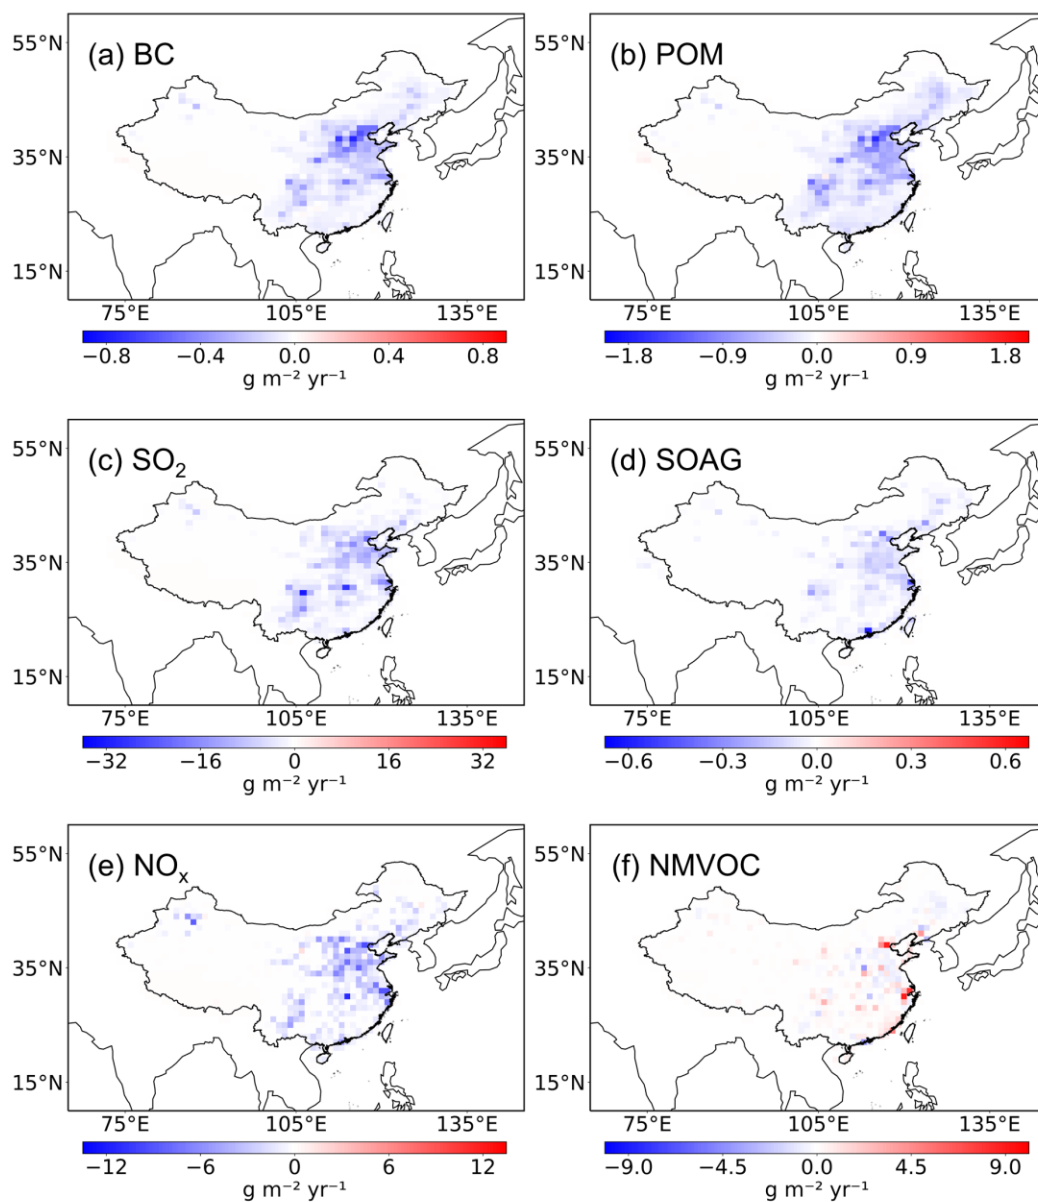 (a) BC
(b) POM
55°N
35°N
15°N
55°N
35°N
15°N
75°E 105°E 135°E
75°E 105°E 135°E
−0.8 −0.4 0.0 0.4 0.8
−1.8 −0.9 0.0 0.9 1.8
g m⁻² yr⁻¹
g m⁻² yr⁻¹
(c) SO₂
(d) SOAG
55°N
35°N
15°N
55°N
35°N
15°N
75°E 105°E 135°E
75°E 105°E 135°E
−32 −16 0 16 32
−0.6 −0.3 0.0 0.3 0.6
g m⁻² yr⁻¹
g m⁻² yr⁻¹
(e) NOₓ
(f) NMVOC
55°N
35°N
15°N
55°N
35°N
15°N
75°E 105°E 135°E
75°E 105°E 135°E
−12 −6 0 6 12
−9.0 −4.5 0.0 4.5 9.0
g m⁻² yr⁻¹
g m⁻² yr⁻¹